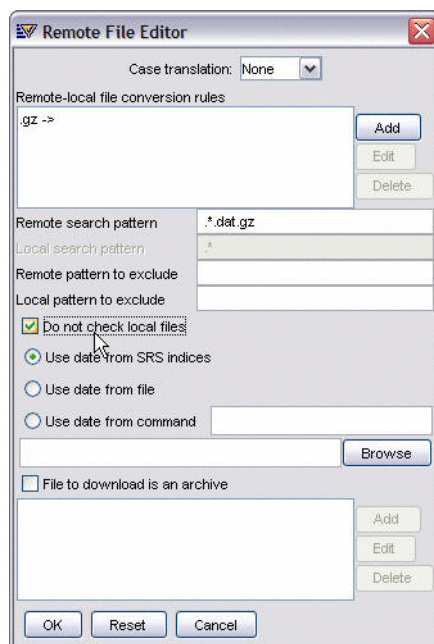 Remote File Editor
Case translation: None
Remote-local file conversion rules
.gz ->
Add
Edit
Delete
Remote search pattern .*.dat.gz
Local search pattern .*
Remote pattern to exclude
Local pattern to exclude
Do not check local files
Use date from SRS indices
Use date from file
Use date from command
Browse
File to download is an archive
Add
Edit
Delete
OK Reset Cancel